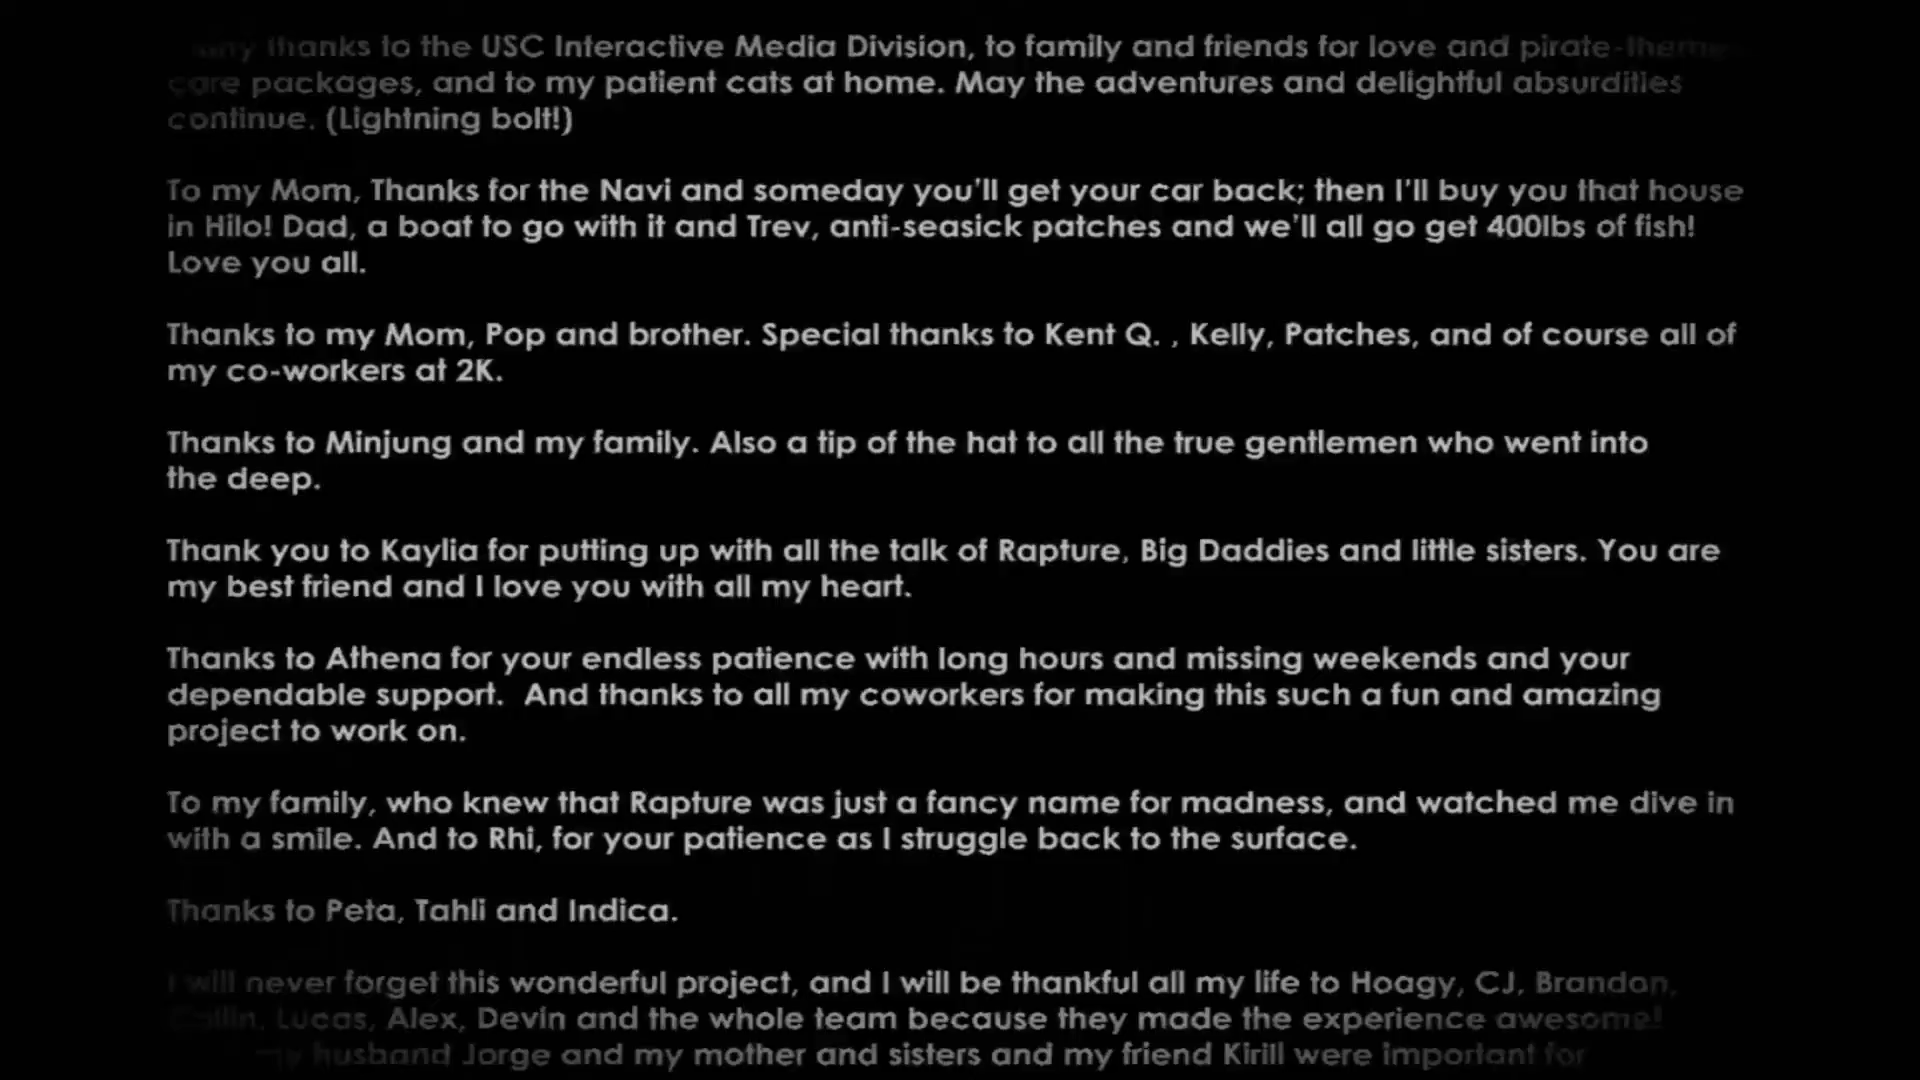 thanks to the USC Interactive Media Division, to family and friends for love and pirate-theme
care packages, and to my patient cats at home. May the adventures and delightful absurdities
continue. (Lightning bolt!)
To my Mom, Thanks for the Navi and someday you'll get your car back; then I'll buy you that house
in Hilo! Dad, a boat to go with it and Trev, anti-seasick patches and we'll all go get 400lbs of fish!
Love you all.
Thanks to my Mom, Pop and brother. Special thanks to Kent Q. , Kelly, Patches, and of course all of
my co-workers at 2K.
Thanks to Minjung and my family. Also a tip of the hat to all the true gentlemen who went into
the deep.
Thank you to Kaylia for putting up with all the talk of Rapture, Big Daddies and little sisters. You are
my best friend and I love you with all my heart.
Thanks to Athena for your endless patience with long hours and missing weekends and your
dependable support.  And thanks to all my coworkers for making this such a fun and amazing
project to work on.
To my family, who knew that Rapture was just a fancy name for madness, and watched me dive in
with a smile. And to Rhi, for your patience as I struggle back to the surface.
Thanks to Peta, Tahli and Indica.
I will never forget this wonderful project, and I will be thankful all my life to Hoagy, CJ, Brandon,
Lucas, Alex, Devin and the whole team because they made the experience awesome!
my husband Jorge and my mother and sisters and my friend Kirill were important for